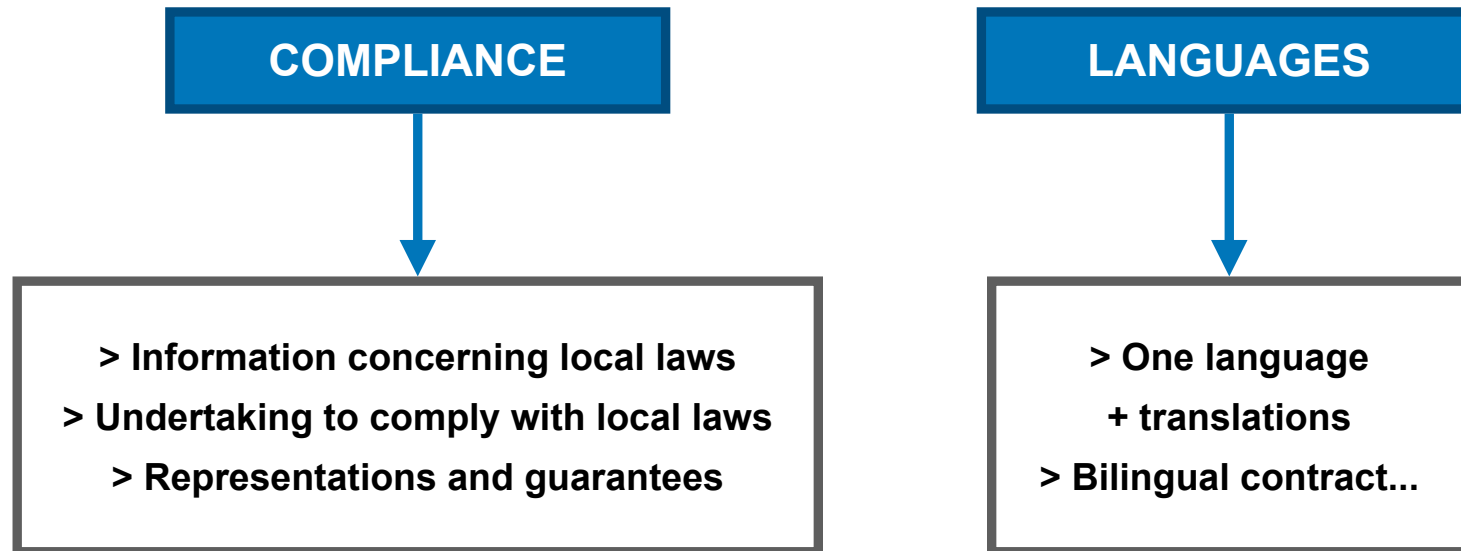 COMPLIANCE
> Information concerning local laws
> Undertaking to comply with local laws
> Representations and guarantees
LANGUAGES
> One language
+ translations
> Bilingual contract...